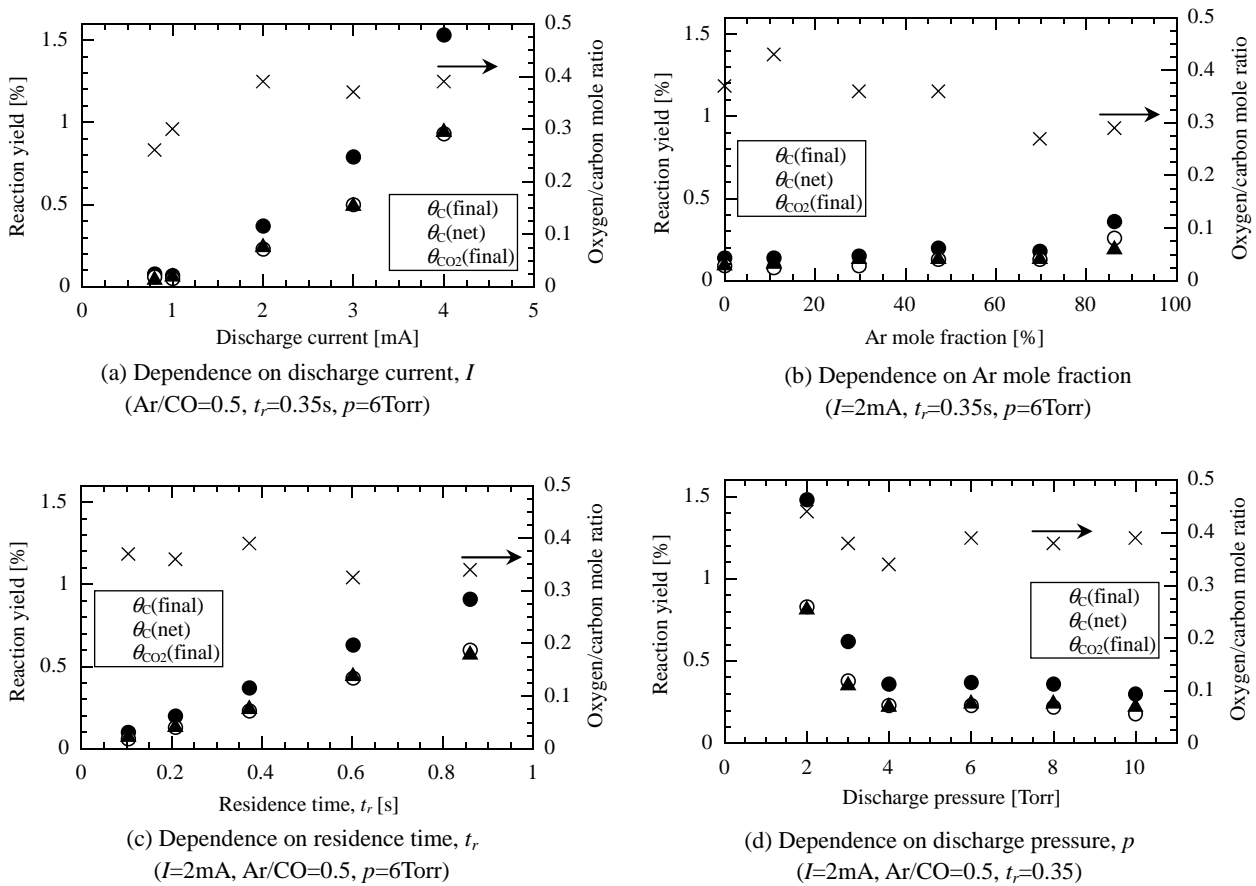 Reaction yield [%]
0
0.5
1
1.5
0
0.1
0.2
0.3
0.4
0.5
Oxygen/carbon mole ratio
θC(final)
θC(net)
θCO2(final)
0 1 2 3 4 5
Discharge current [mA]
(a) Dependence on discharge current, I
(Ar/CO=0.5, tr=0.35s, p=6Torr)
Reaction yield [%]
0
0.5
1
1.5
0
0.1
0.2
0.3
0.4
0.5
Oxygen/carbon mole ratio
θC(final)
θC(net)
θCO2(final)
0 20 40 60 80 100
Ar mole fraction [%]
(b) Dependence on Ar mole fraction
(I=2mA, tr=0.35s, p=6Torr)
Reaction yield [%]
0
0.5
1
1.5
0
0.1
0.2
0.3
0.4
0.5
Oxygen/carbon mole ratio
θC(final)
θC(net)
θCO2(final)
0 0.2 0.4 0.6 0.8 1
Residence time, tr [s]
(c) Dependence on residence time, tr
(I=2mA, Ar/CO=0.5, p=6Torr)
Reaction yield [%]
0
0.5
1
1.5
0
0.1
0.2
0.3
0.4
0.5
Oxygen/carbon mole ratio
θC(final)
θC(net)
θCO2(final)
0 2 4 6 8 10
Discharge pressure [Torr]
(d) Dependence on discharge pressure, p
(I=2mA, Ar/CO=0.5, tr=0.35)